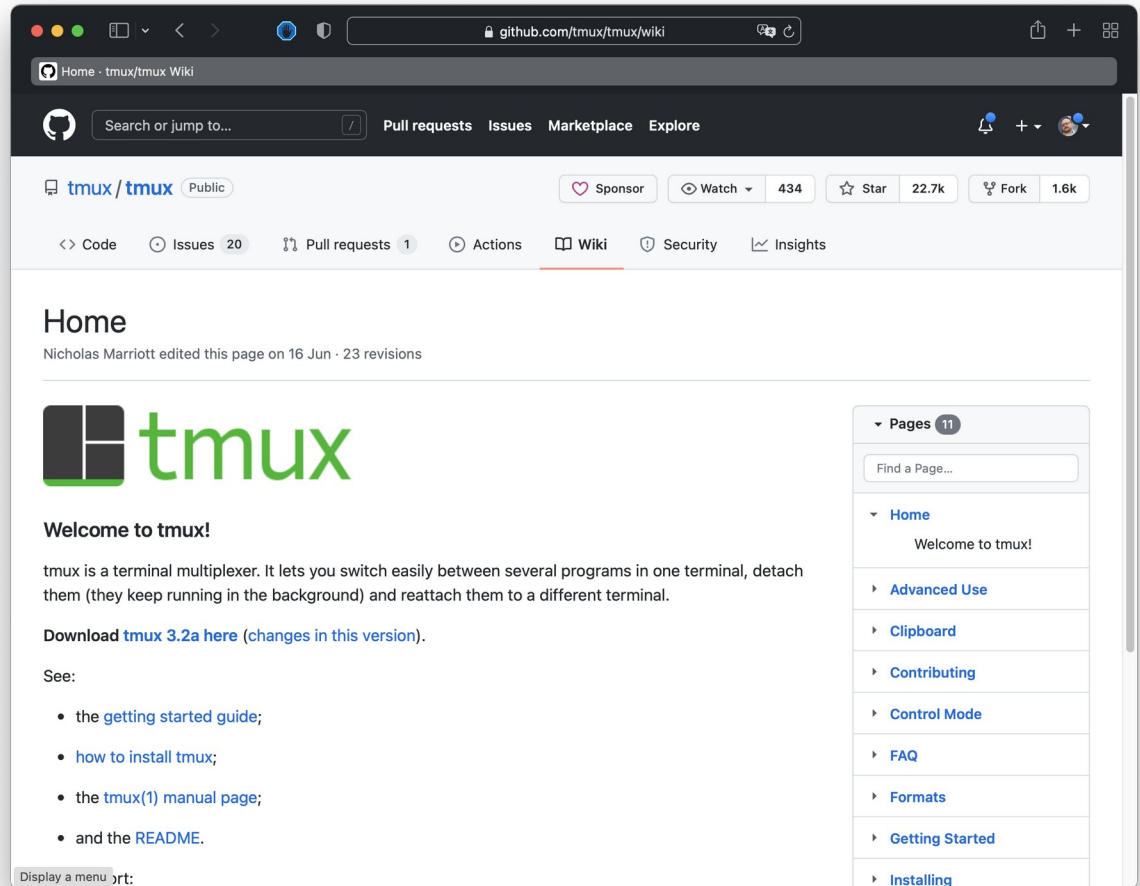 github.com/tmux/tmux/wiki
Home · tmux/tmux Wiki
Search or jump to... /
Pull requests Issues Marketplace Explore
tmux / tmux Public
Sponsor Watch 434 Star 22.7k Fork 1.6k
Code Issues 20 Pull requests 1 Actions Wiki Security Insights
Home
Nicholas Marriott edited this page on 16 Jun · 23 revisions
tmux
Welcome to tmux!
tmux is a terminal multiplexer. It lets you switch easily between several programs in one terminal, detach
them (they keep running in the background) and reattach them to a different terminal.
Download tmux 3.2a here (changes in this version).
See:
• the getting started guide;
• how to install tmux;
• the tmux(1) manual page;
• and the README.
Display a menu
Pages 11
Find a Page...
Home
Welcome to tmux!
Advanced Use
Clipboard
Contributing
Control Mode
FAQ
Formats
Getting Started
Installing